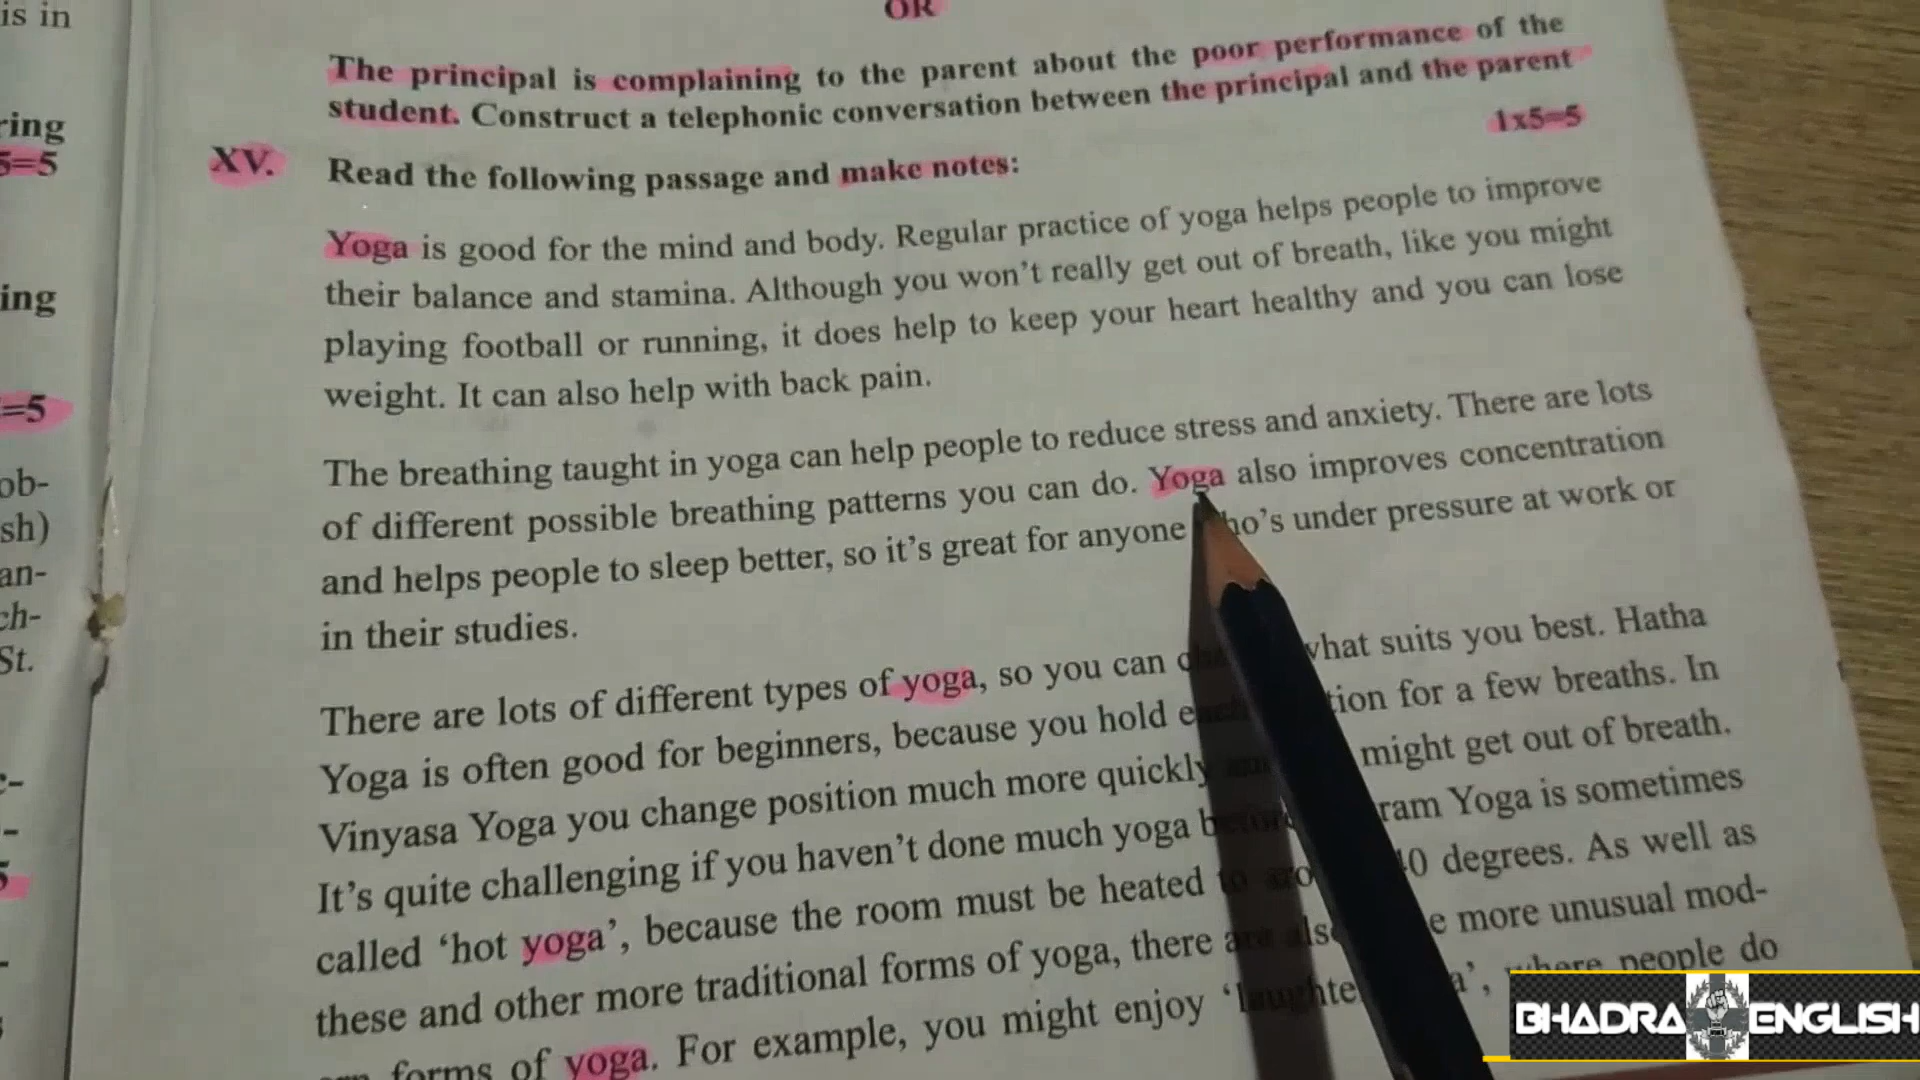 is in
ring
5=5
ing
=5
ob-
sh)
an-
ch-
St.
OR
The principal is complaining to the parent about the poor performance of the
student. Construct a telephonic conversation between the principal and the parent
1x5=5
XV. Read the following passage and make notes:
Yoga is good for the mind and body. Regular practice of yoga helps people to improve
their balance and stamina. Although you won't really get out of breath, like you might
playing football or running, it does help to keep your heart healthy and you can lose
weight. It can also help with back pain.
The breathing taught in yoga can help people to reduce stress and anxiety. There are lots
of different possible breathing patterns you can do. Yoga also improves concentration
and helps people to sleep better, so it's great for anyone who's under pressure at work or
in their studies.
There are lots of different types of yoga, so you can what suits you best. Hatha
Yoga is often good for beginners, because you hold for a few breaths. In
Vinyasa Yoga you change position much more quickly might get out of breath.
It's quite challenging if you haven't done much yoga Yoga is sometimes
called 'hot yoga', because the room must be heated degrees. As well as
these and other more traditional forms of yoga, there more unusual mod-
forms of yoga. For example, you might enjoy where people do
BHADRA ENGLISH